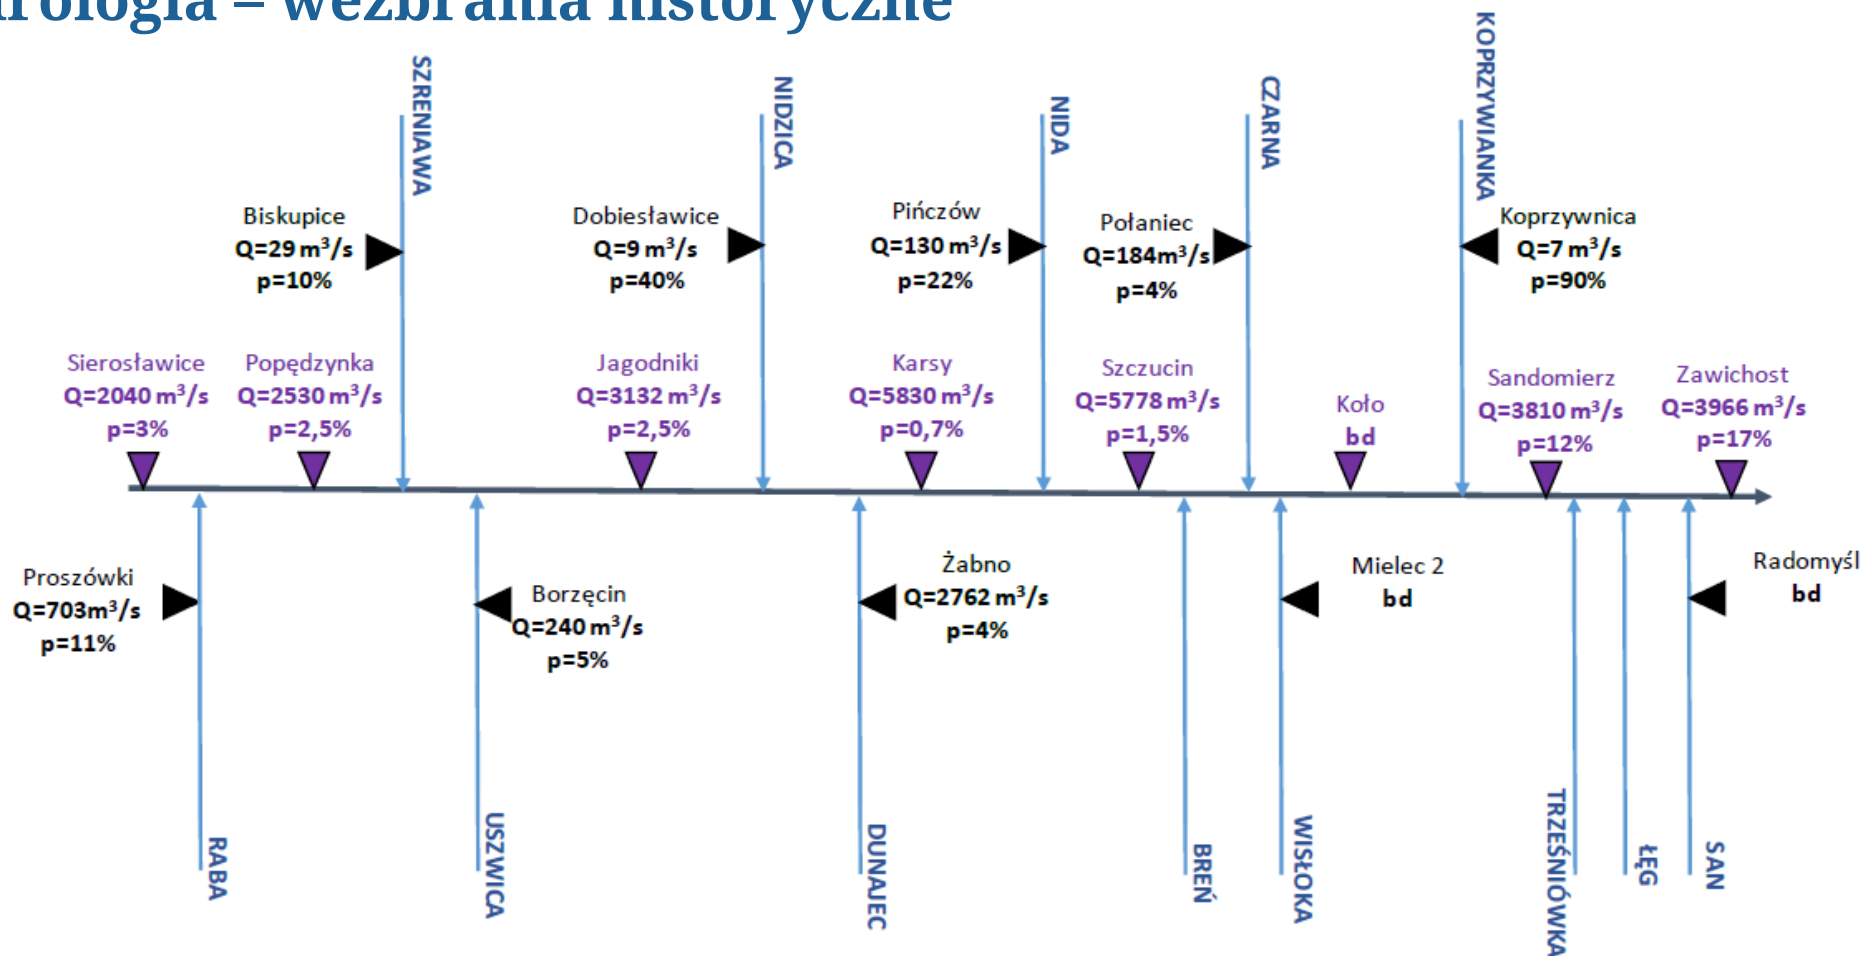 – wezbrania historyczne
SZRENIAWA
NIDZICA
NIDA
CZARNA
KOPRZYWIANKA
Biskupice
Q=29 m³/s
p=10%
Dobiesławice
Q=9 m³/s
p=40%
Pińczów
Q=130 m³/s
p=22%
Połaniec
Q=184m³/s
p=4%
Koprzywnica
Q=7 m³/s
p=90%
Sierosławice
Q=2040 m³/s
p=3%
Popędzynka
Q=2530 m³/s
p=2,5%
Jagodniki
Q=3132 m³/s
p=2,5%
Karsy
Q=5830 m³/s
p=0,7%
Szczucin
Q=5778 m³/s
p=1,5%
Koło
bd
Sandomierz
Q=3810 m³/s
p=12%
Zawichost
Q=3966 m³/s
p=17%
Proszówki
Q=703m³/s
p=11%
Borzęcin
Q=240 m³/s
p=5%
Żabno
Q=2762 m³/s
p=4%
Mielec 2
bd
Radomyśl
bd
RABA
USZWICA
DUNAJEC
BREŃ
WISŁOKA
TRZEŚNIÓWKA
ŁĘG
SAN